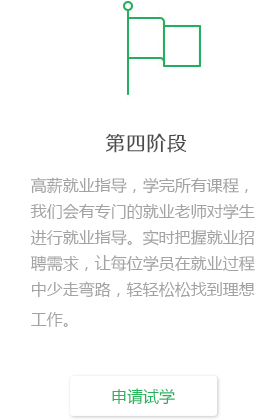 第四阶段
高薪就业指导，学完所有课程，
我们会有专门的就业老师对学生
进行就业指导。实时把握就业招
聘需求，让每位学员在就业过程
中少走弯路，轻轻松松找到理想
工作。
申请试学